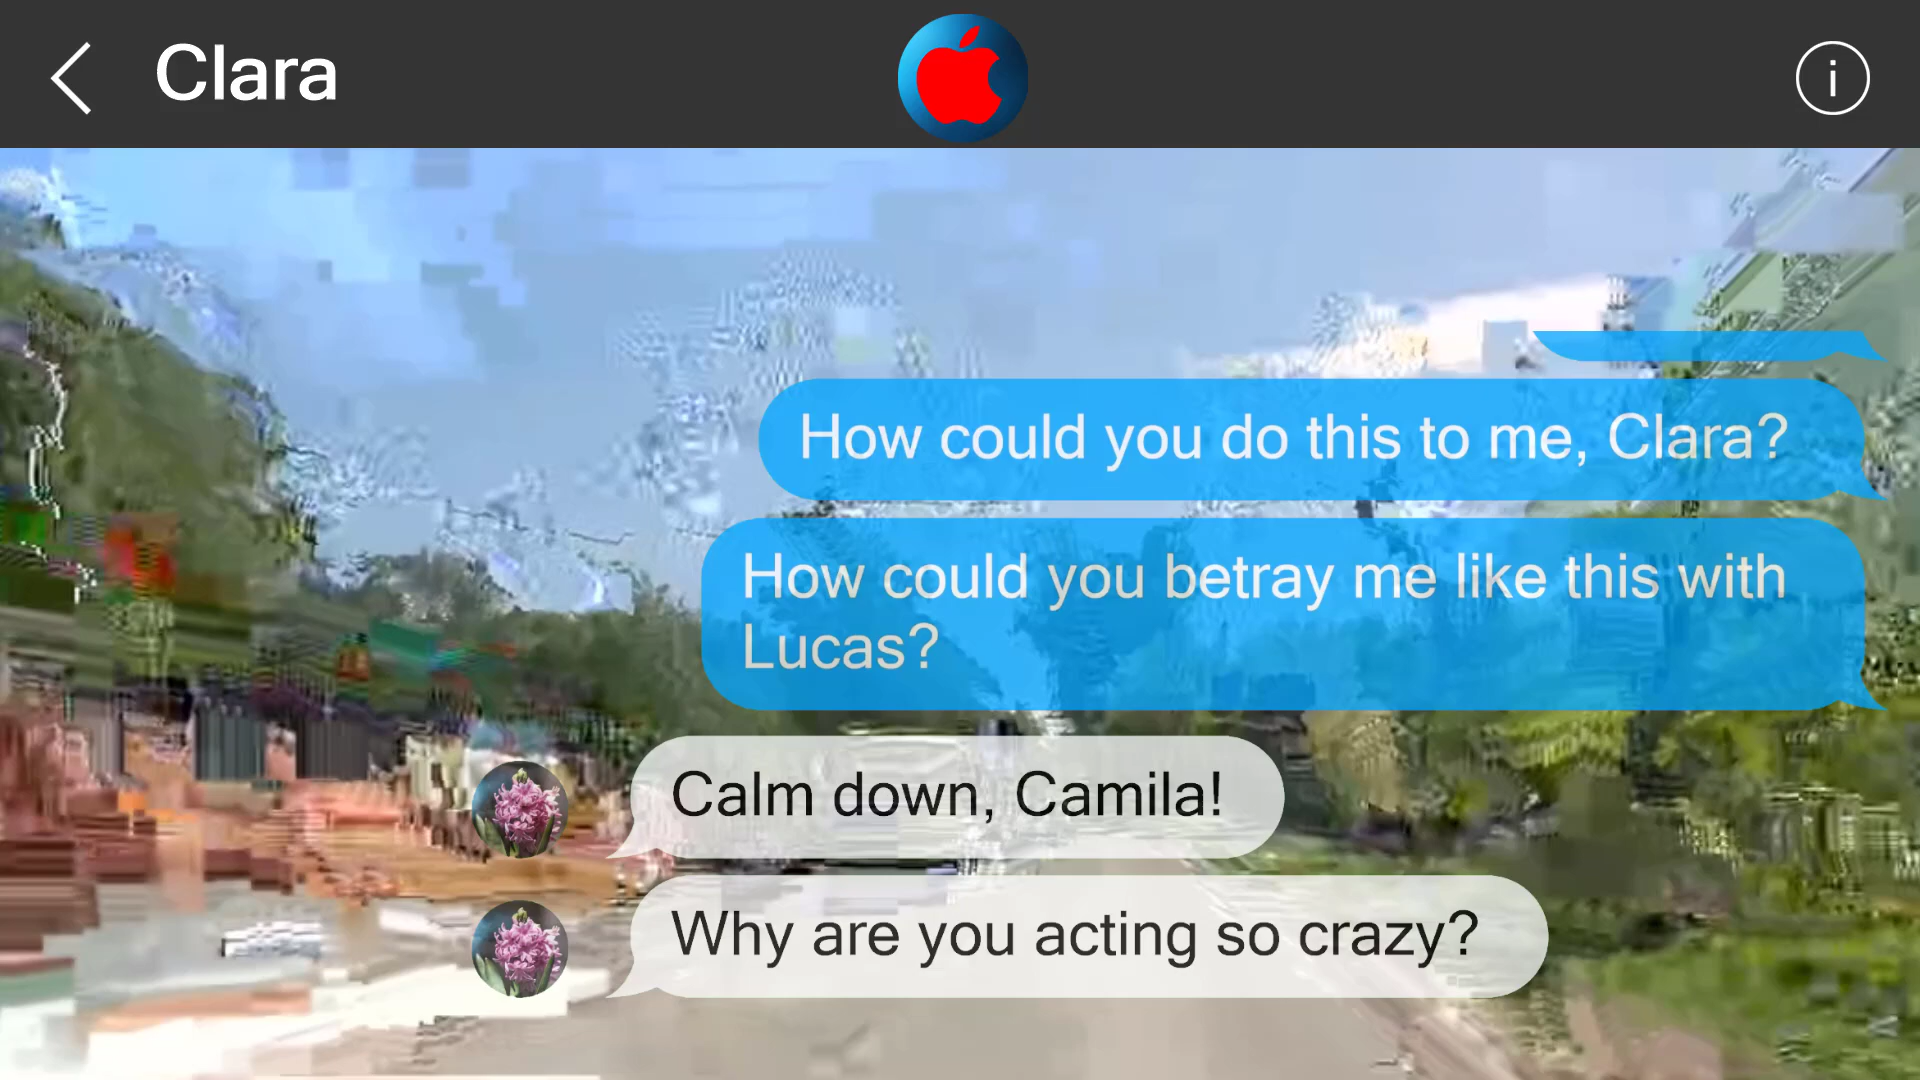 Clara
How could you do this to me, Clara?
How could you betray me like this with
Lucas?
Calm down, Camila!
Why are you acting so crazy?